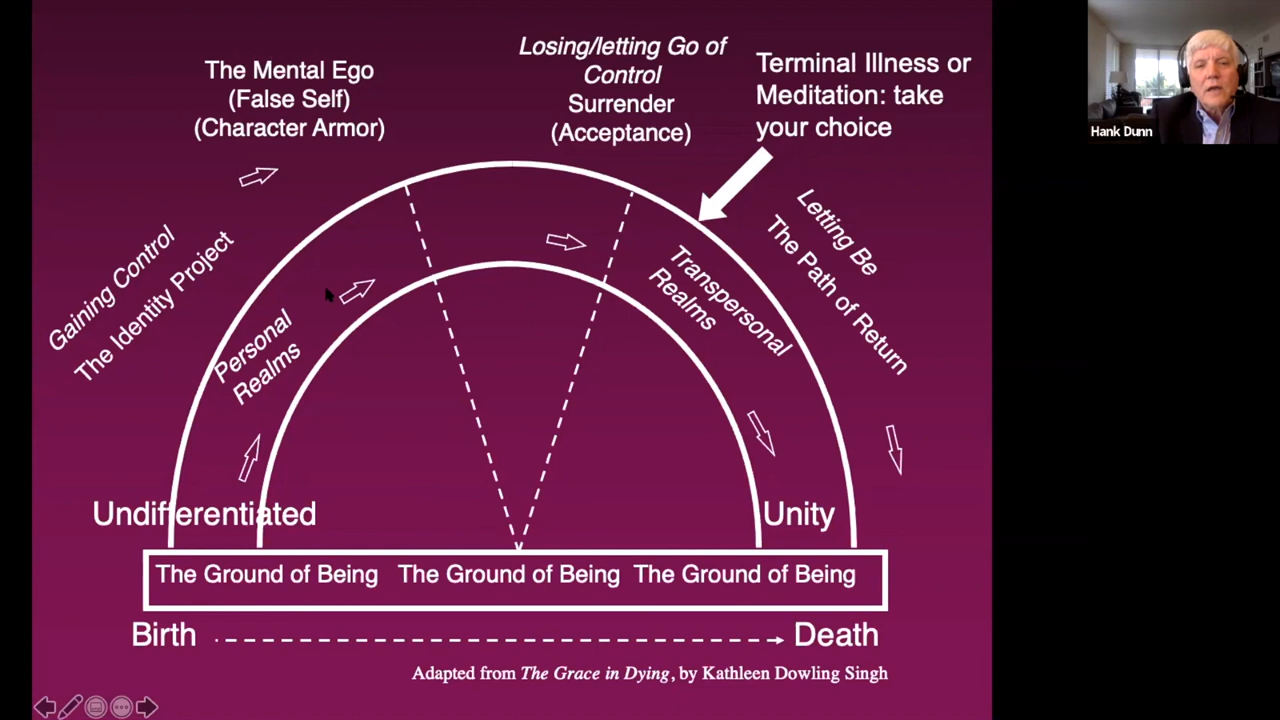 The Mental Ego
(False Self)
(Character Armor)
Losing/letting Go of
Control
Surrender
(Acceptance)
Terminal Illness or
Meditation: take
your choice
Hank Dunn
Gaining Control
The Identity Project
Personal
Realms
Transpersonal
Realms
Letting Be
The Path of Return
Undifferentiated
Unity
The Ground of Being The Ground of Being The Ground of Being
Birth
Death
Adapted from The Grace in Dying, by Kathleen Dowling Singh